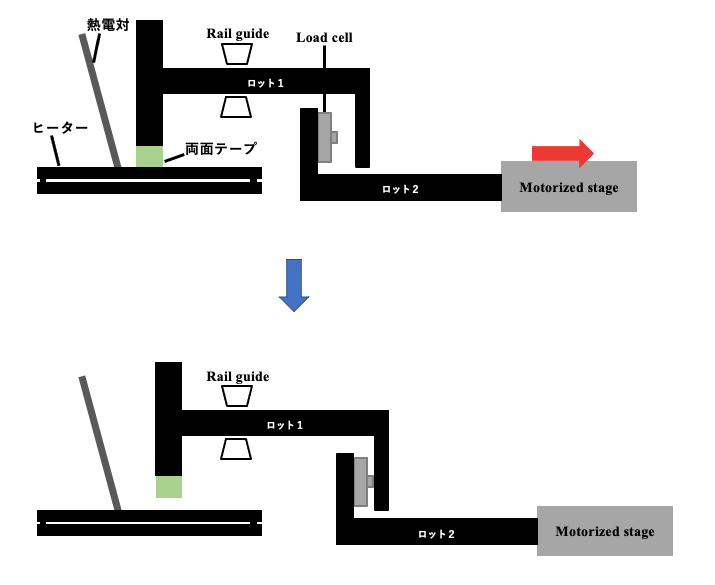 熱電対
Rail guide
Load cell
ロット1
ヒーター
両面テープ
ロット2
Motorized stage
Rail guide
ロット1
ロット2
Motorized stage